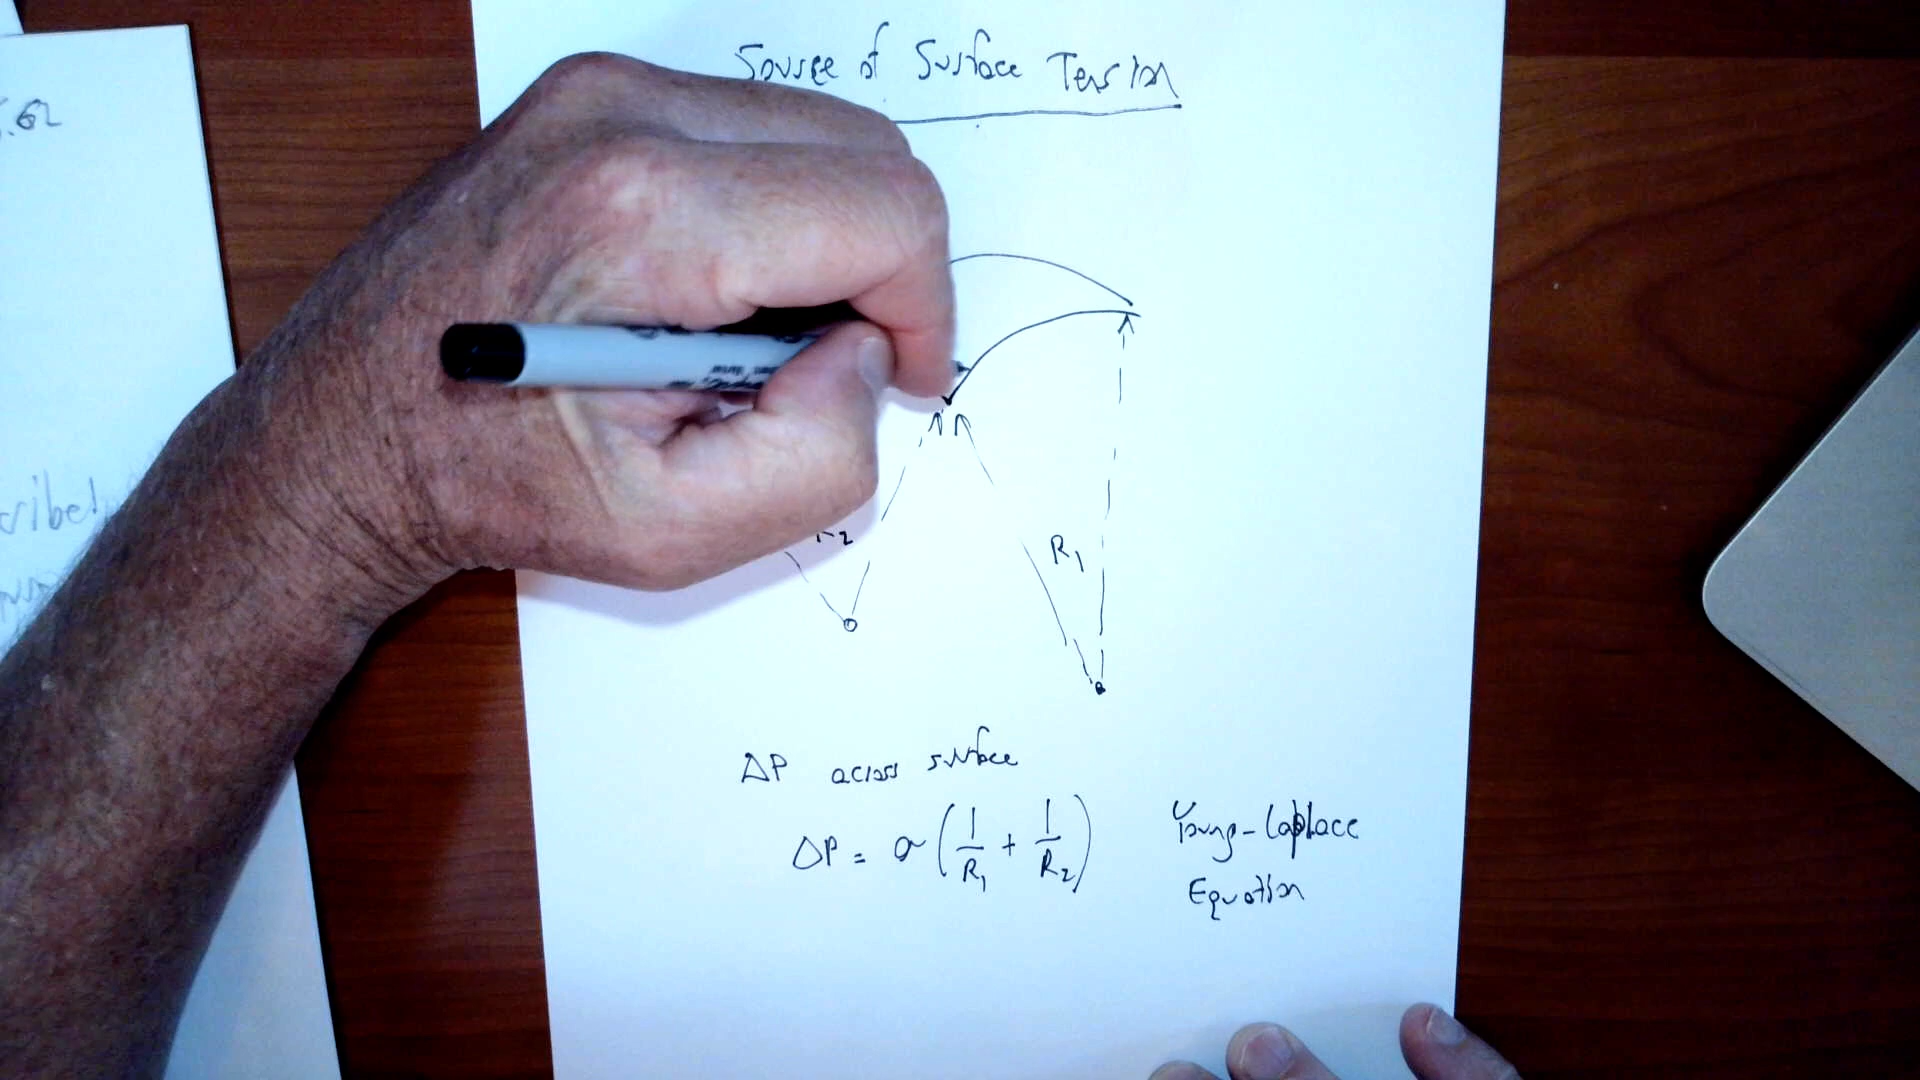 Source of Surface Tension
R2
R1
ΔP across surface
ΔP = σ (1/R1 + 1/R2)
Young-Laplace
Equation